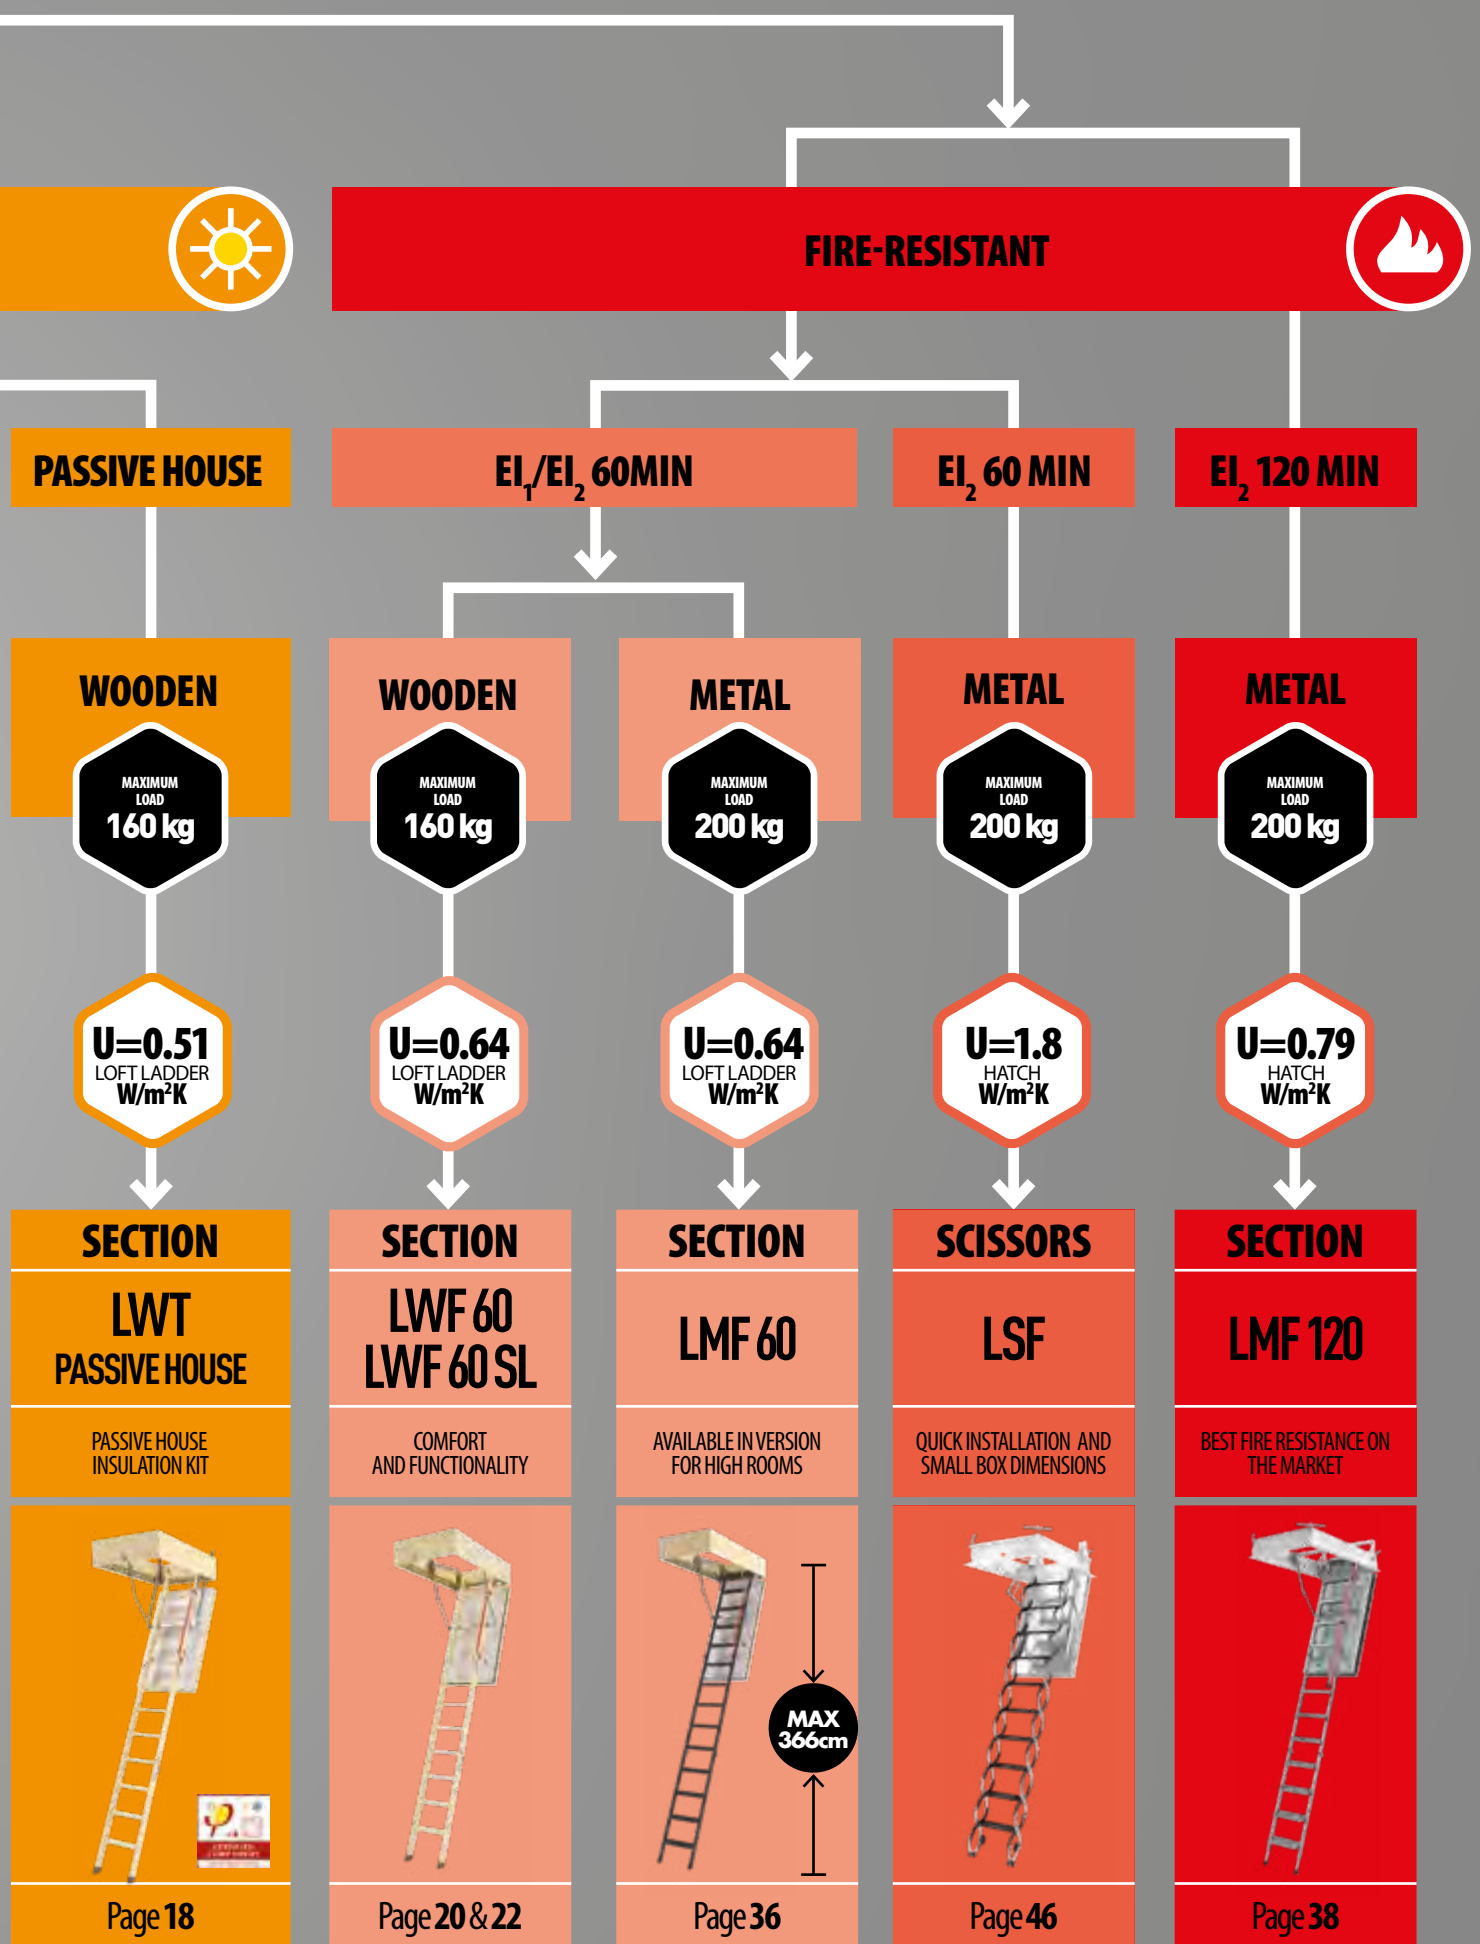 FIRE-RESISTANT
PASSIVE HOUSE
EI₁/EI₂ 60MIN
EI₂ 60 MIN
EI₂ 120 MIN
WOODEN
MAXIMUM
LOAD
160 kg
U=0.51
LOFT LADDER
W/m²K
SECTION
LWT
PASSIVE HOUSE
PASSIVE HOUSE
INSULATION KIT
Page 18
WOODEN
MAXIMUM
LOAD
160 kg
U=0.64
LOFT LADDER
W/m²K
SECTION
LWF 60
LWF 60 SL
COMFORT
AND FUNCTIONALITY
Page 20 & 22
METAL
MAXIMUM
LOAD
200 kg
U=0.64
LOFT LADDER
W/m²K
SECTION
LMF 60
AVAILABLE IN VERSION
FOR HIGH ROOMS
MAX
366cm
Page 36
METAL
MAXIMUM
LOAD
200 kg
U=1.8
HATCH
W/m²K
SCISSORS
LSF
QUICK INSTALLATION AND
SMALL BOX DIMENSIONS
Page 46
METAL
MAXIMUM
LOAD
200 kg
U=0.79
HATCH
W/m²K
SECTION
LMF 120
BEST FIRE RESISTANCE ON
THE MARKET
Page 38